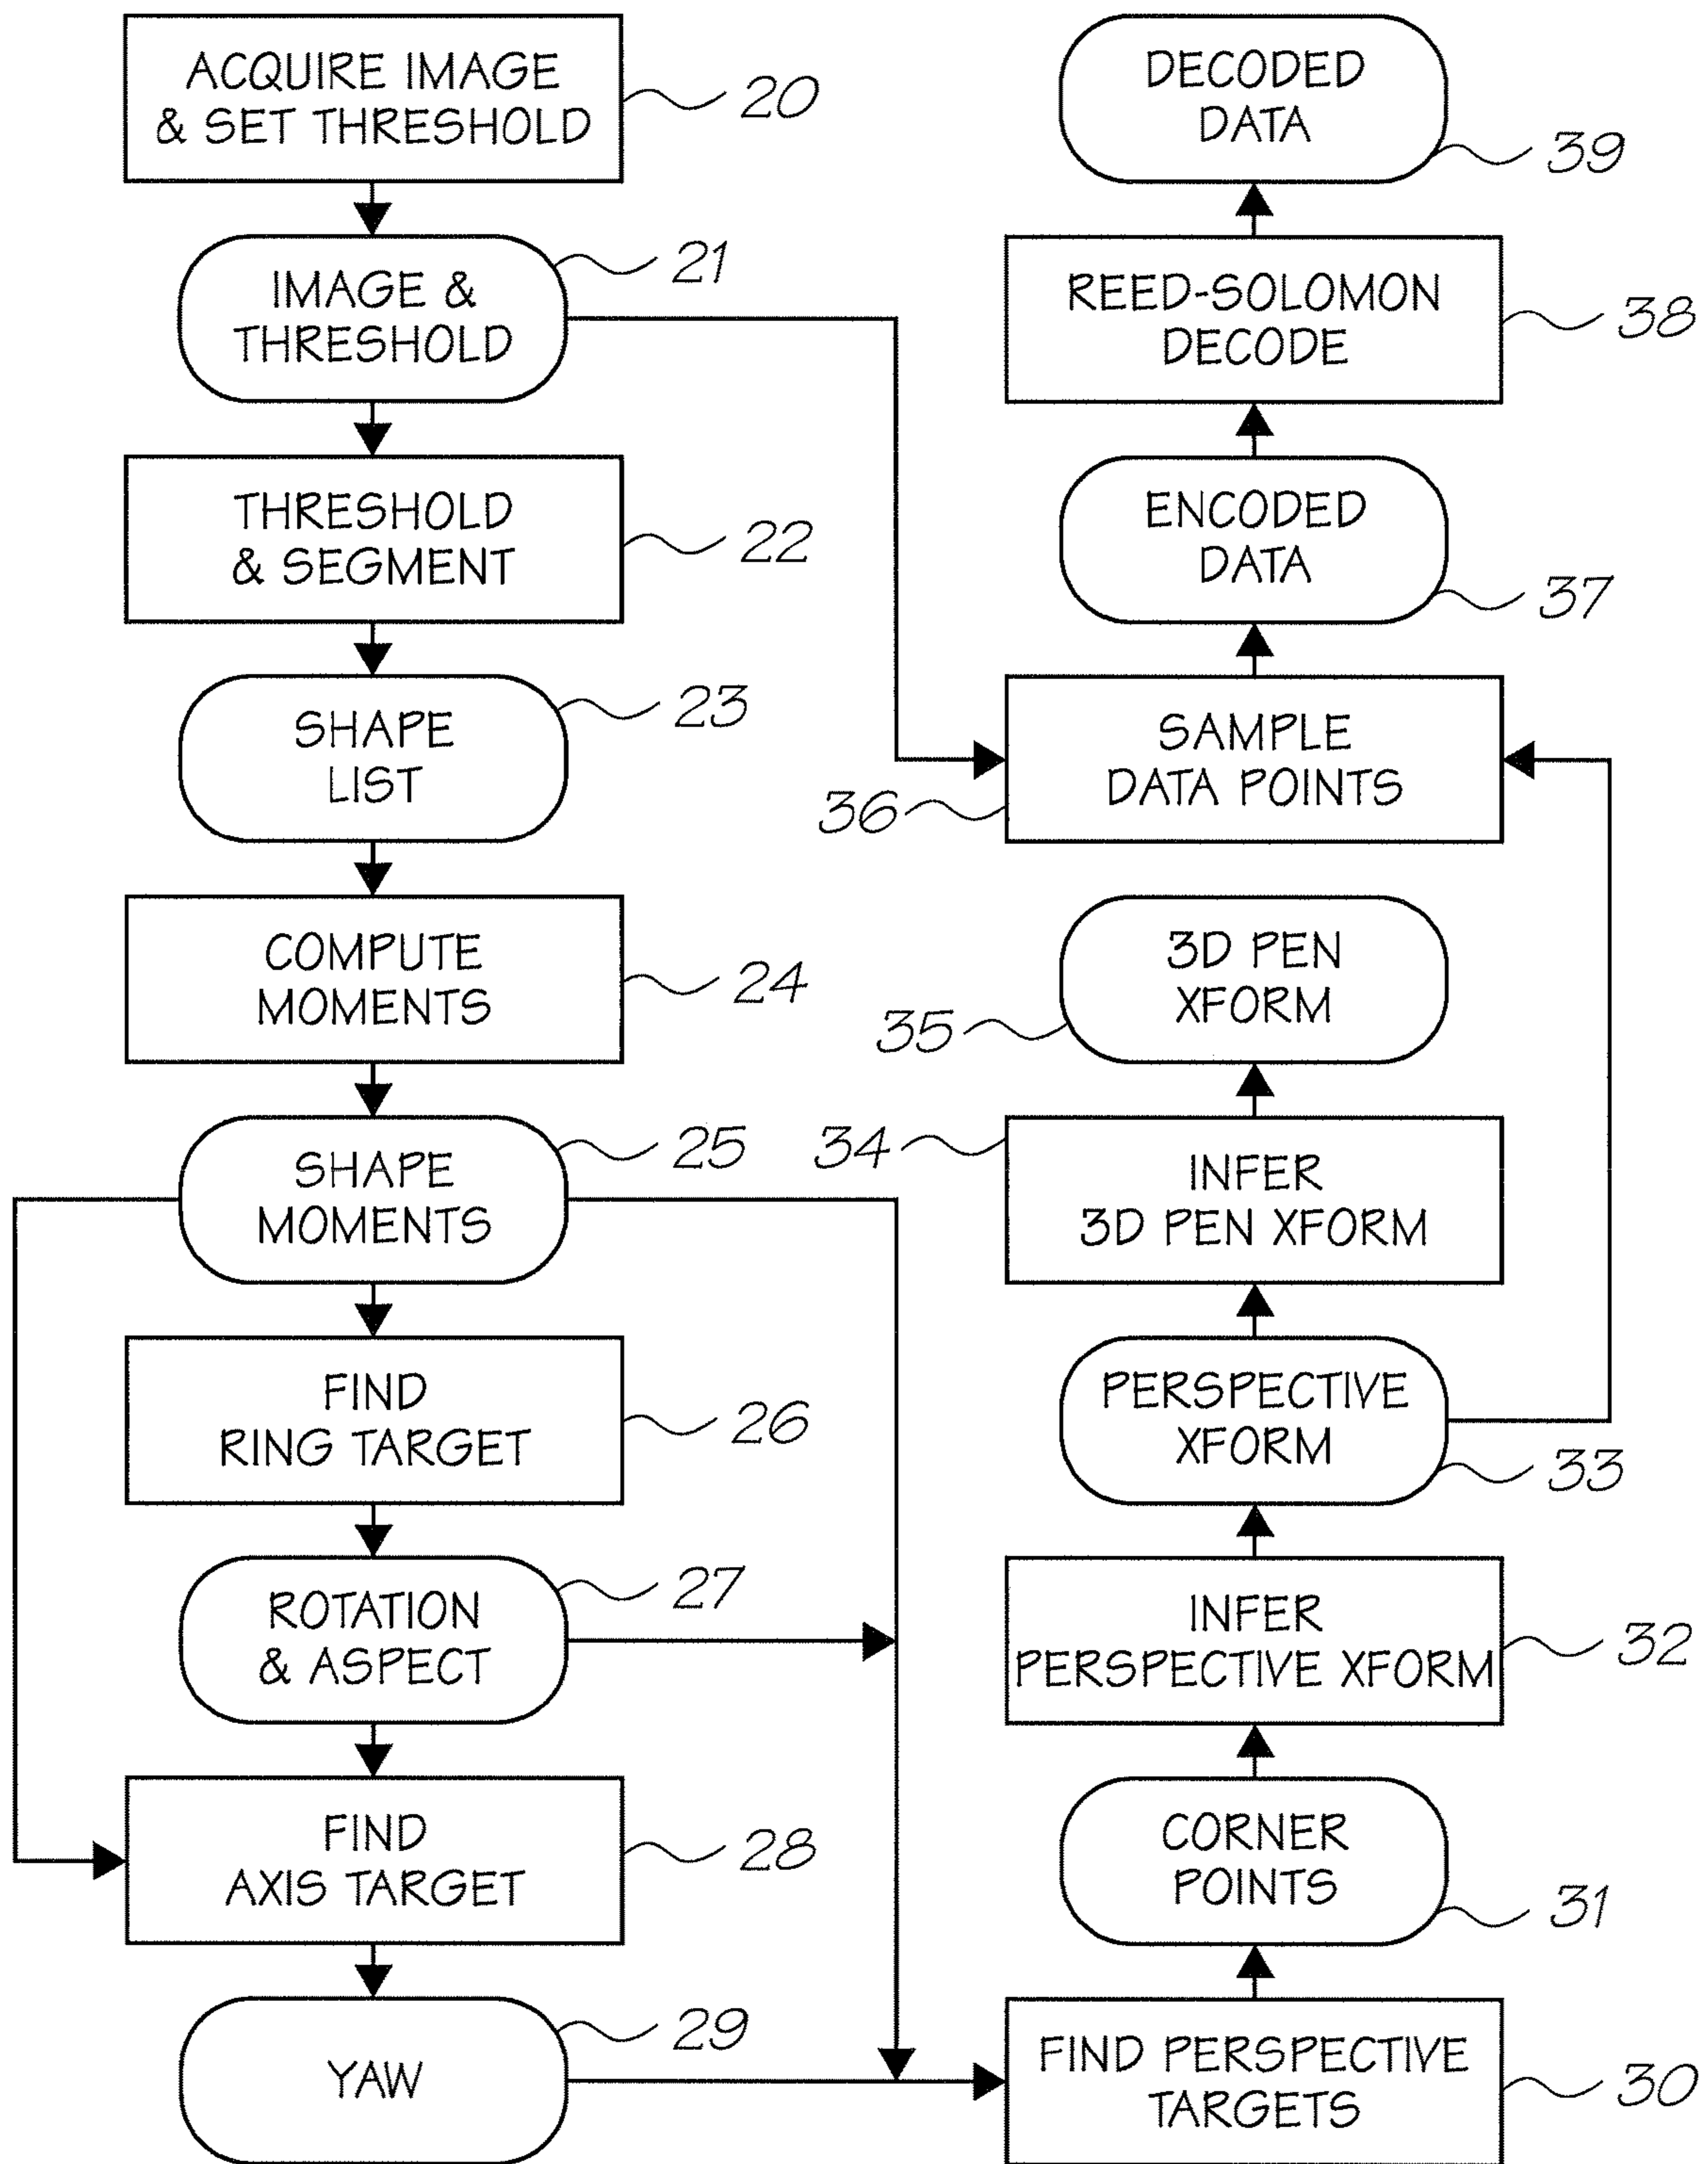 ACQUIRE IMAGE
& SET THRESHOLD
20
IMAGE &
THRESHOLD
21
THRESHOLD
& SEGMENT
22
SHAPE
LIST
23
COMPUTE
MOMENTS
24
SHAPE
MOMENTS
25
FIND
RING TARGET
26
ROTATION
& ASPECT
27
FIND
AXIS TARGET
28
YAW
29
DECODED
DATA
39
REED-SOLOMON
DECODE
38
ENCODED
DATA
37
SAMPLE
DATA POINTS
36
3D PEN
XFORM
35
INFER
3D PEN XFORM
34
PERSPECTIVE
XFORM
33
INFER
PERSPECTIVE XFORM
32
CORNER
POINTS
31
FIND PERSPECTIVE
TARGETS
30